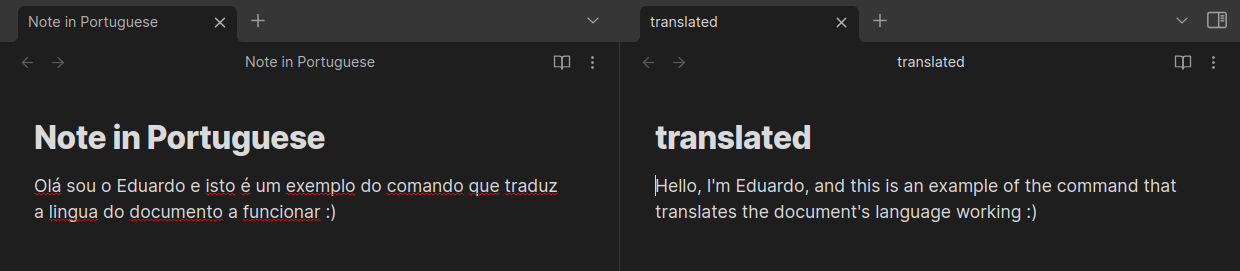 Note in Portuguese
translated
Note in Portuguese
translated
Note in Portuguese
Olá sou o Eduardo e isto é um exemplo do comando que traduz
a lingua do documento a funcionar :)
translated
Hello, I'm Eduardo, and this is an example of the command that
translates the document's language working :)